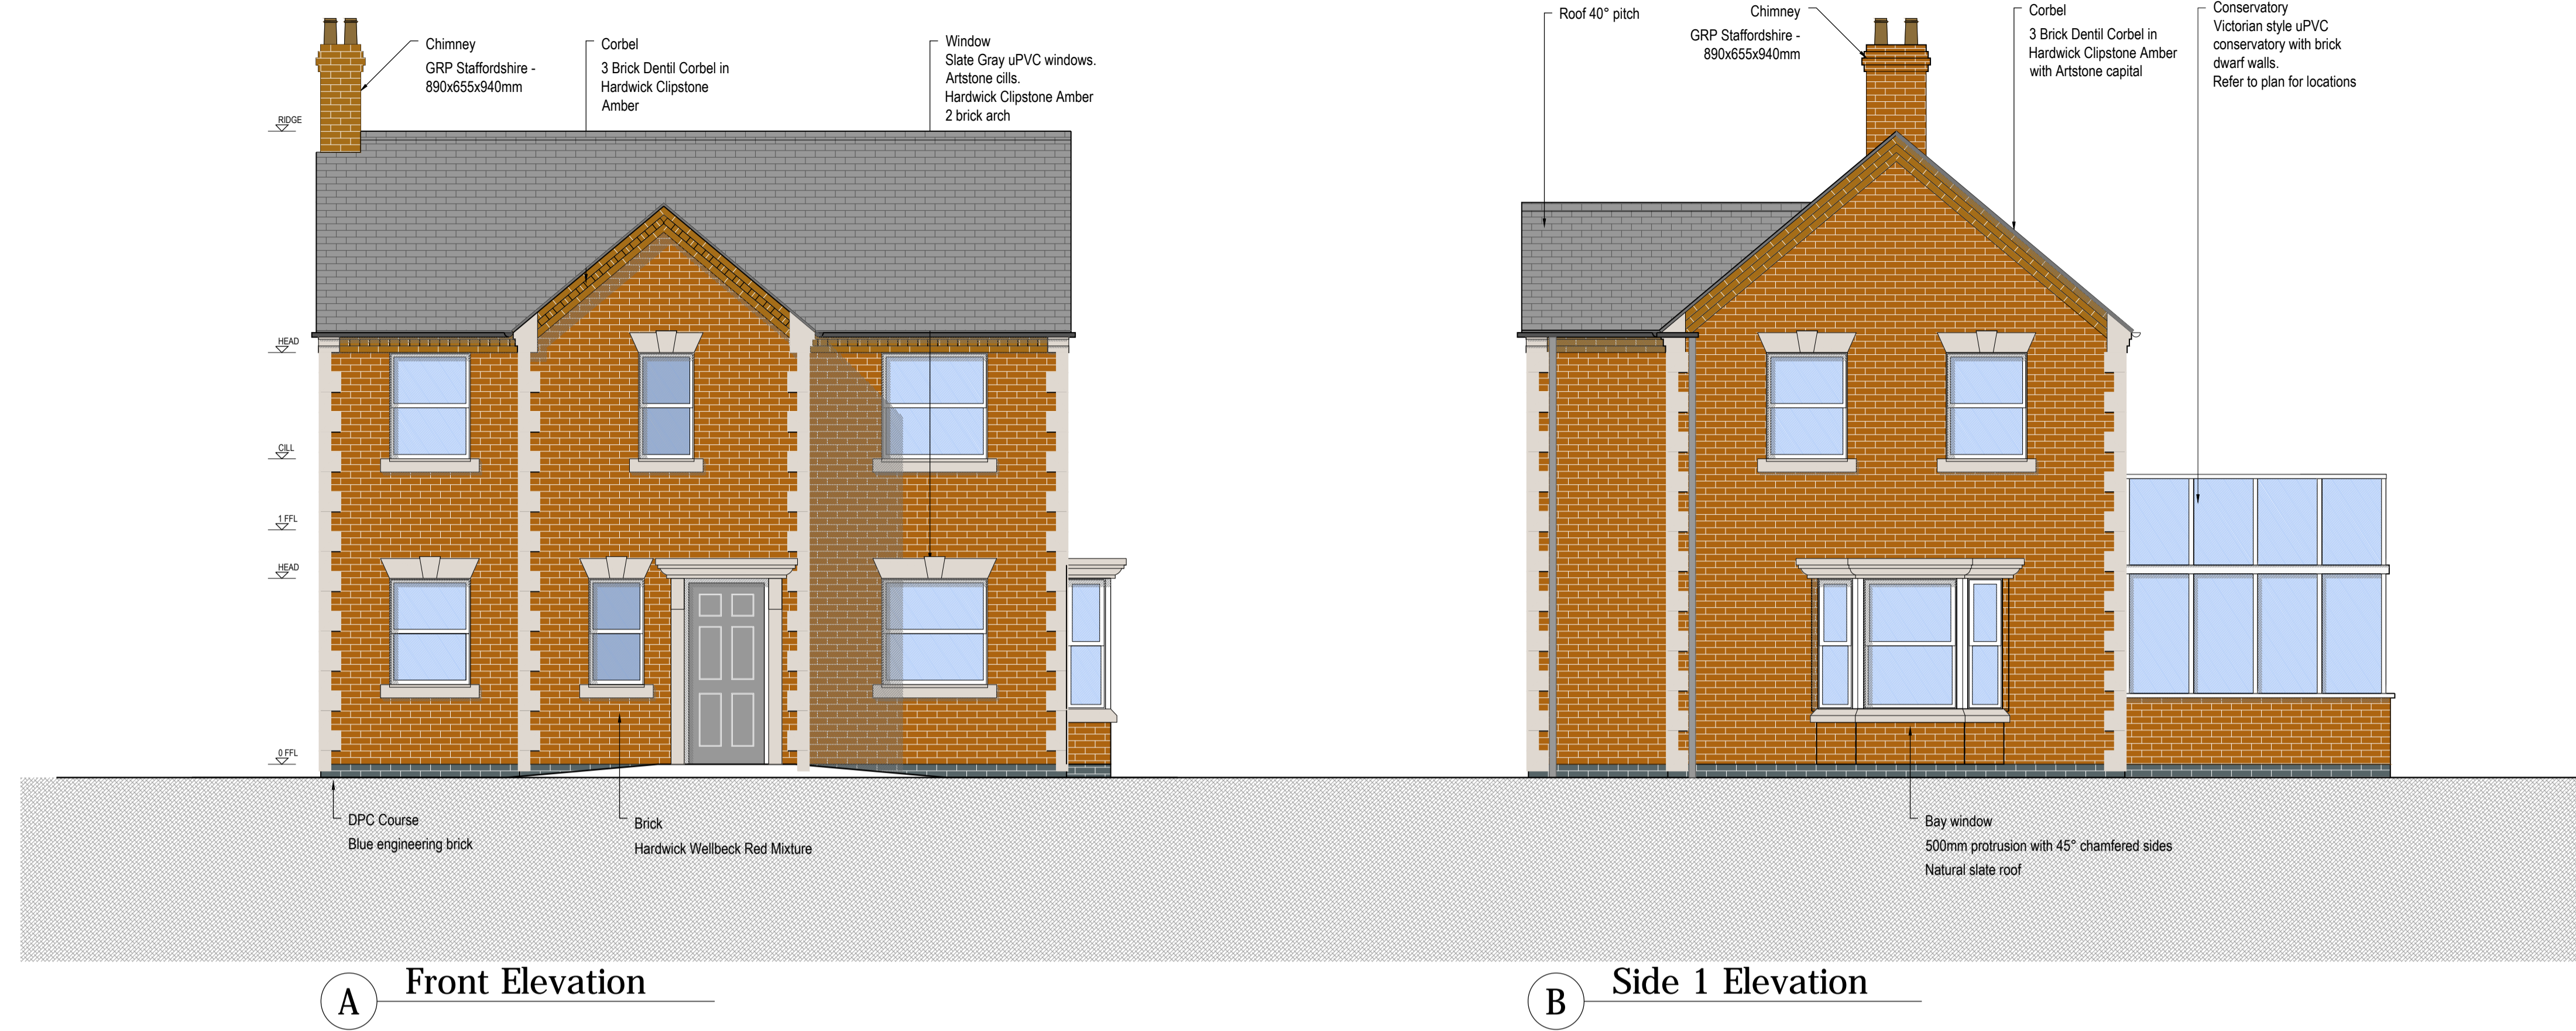 Chimney
GRP Staffordshire -
890x655x940mm
Corbel
3 Brick Dentil Corbel in
Hardwick Clipstone
Amber
Window
Slate Gray uPVC windows.
Artstone cills.
Hardwick Clipstone Amber
2 brick arch
RIDGE
HEAD
CILL
1 FFL
HEAD
0 FFL
DPC Course
Blue engineering brick
Brick
Hardwick Wellbeck Red Mixture
A
Front Elevation
Roof 40° pitch
Chimney
GRP Staffordshire -
890x655x940mm
Corbel
3 Brick Dentil Corbel in
Hardwick Clipstone Amber
with Artstone capital
Conservatory
Victorian style uPVC
conservatory with brick
dwarf walls.
Refer to plan for locations
Bay window
500mm protrusion with 45° chamfered sides
Natural slate roof
B
Side 1 Elevation